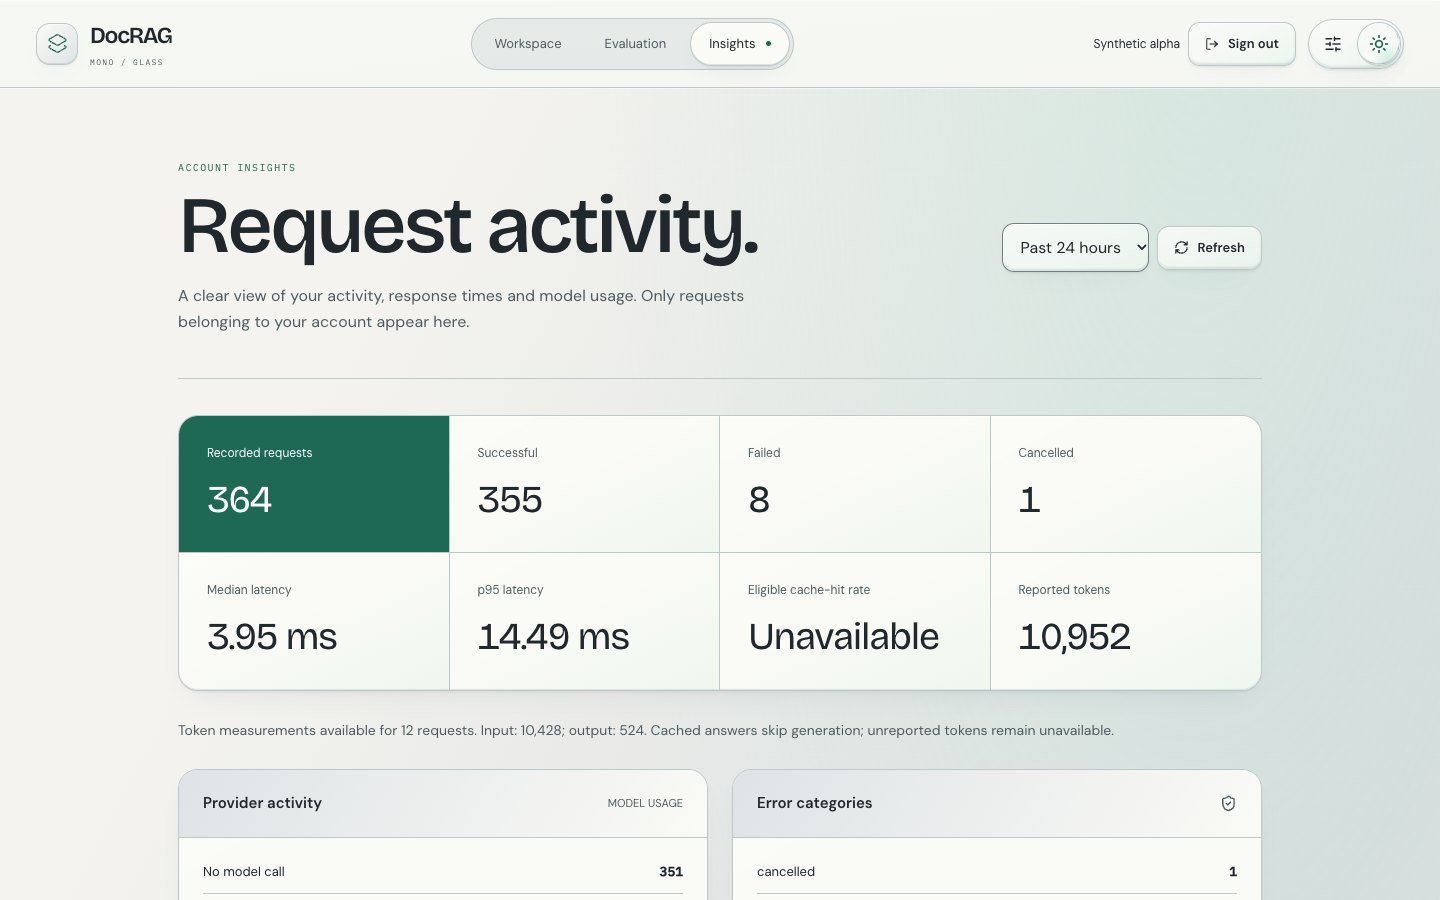 DocRAG
MONO / GLASS
Workspace
Evaluation
Insights
Synthetic alpha
Sign out
ACCOUNT INSIGHTS
Request activity.
Past 24 hours
Refresh
A clear view of your activity, response times and model usage. Only requests
belonging to your account appear here.
Recorded requests
364
Successful
355
Failed
8
Cancelled
1
Median latency
3.95 ms
p95 latency
14.49 ms
Eligible cache-hit rate
Unavailable
Reported tokens
10,952
Token measurements available for 12 requests. Input: 10,428; output: 524. Cached answers skip generation; unreported tokens remain unavailable.
Provider activity
MODEL USAGE
No model call
351
Error categories
cancelled
1